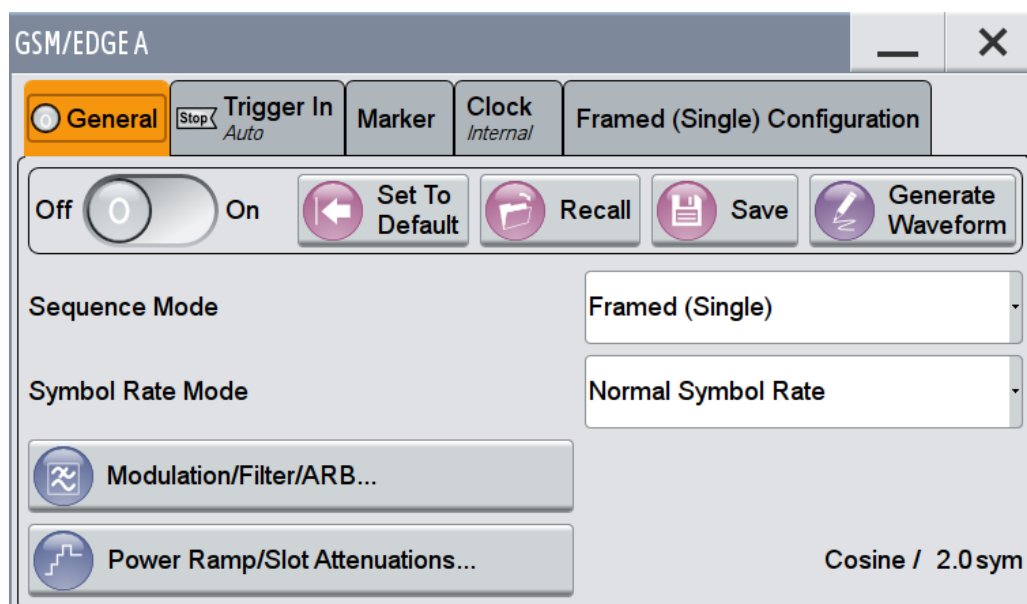 GSM/EDGE A
General
Stop
Trigger In
Auto
Marker
Clock
Internal
Framed (Single) Configuration
Off
0
On
Set To
Default
Recall
Save
Generate
Waveform
Sequence Mode
Framed (Single)
Symbol Rate Mode
Normal Symbol Rate
Modulation/Filter/ARB...
Power Ramp/Slot Attenuations...
Cosine / 2.0 sym